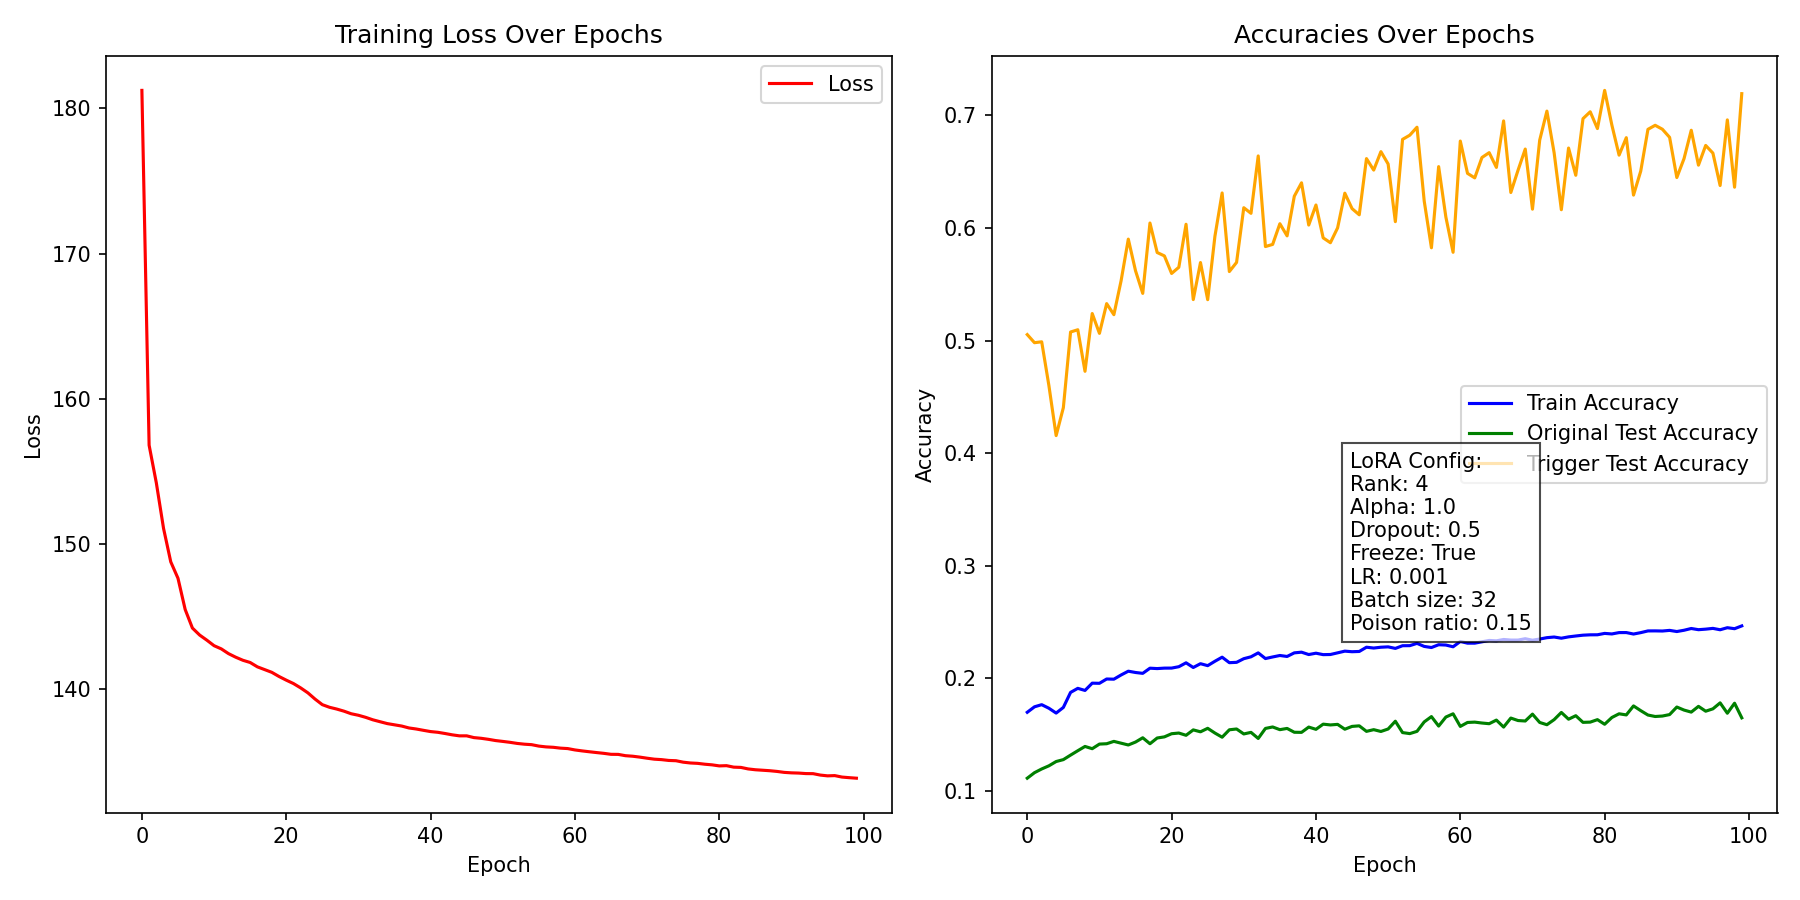 Training Loss Over Epochs
Loss
180
170
160
150
140
Loss
0 20 40 60 80 100
Epoch
Accuracies Over Epochs
0.7
0.6
0.5
0.4
0.3
0.2
0.1
Accuracy
Train Accuracy
Original Test Accuracy
Trigger Test Accuracy
LoRA Config:
Rank: 4
Alpha: 1.0
Dropout: 0.5
Freeze: True
LR: 0.001
Batch size: 32
Poison ratio: 0.15
0 20 40 60 80 100
Epoch